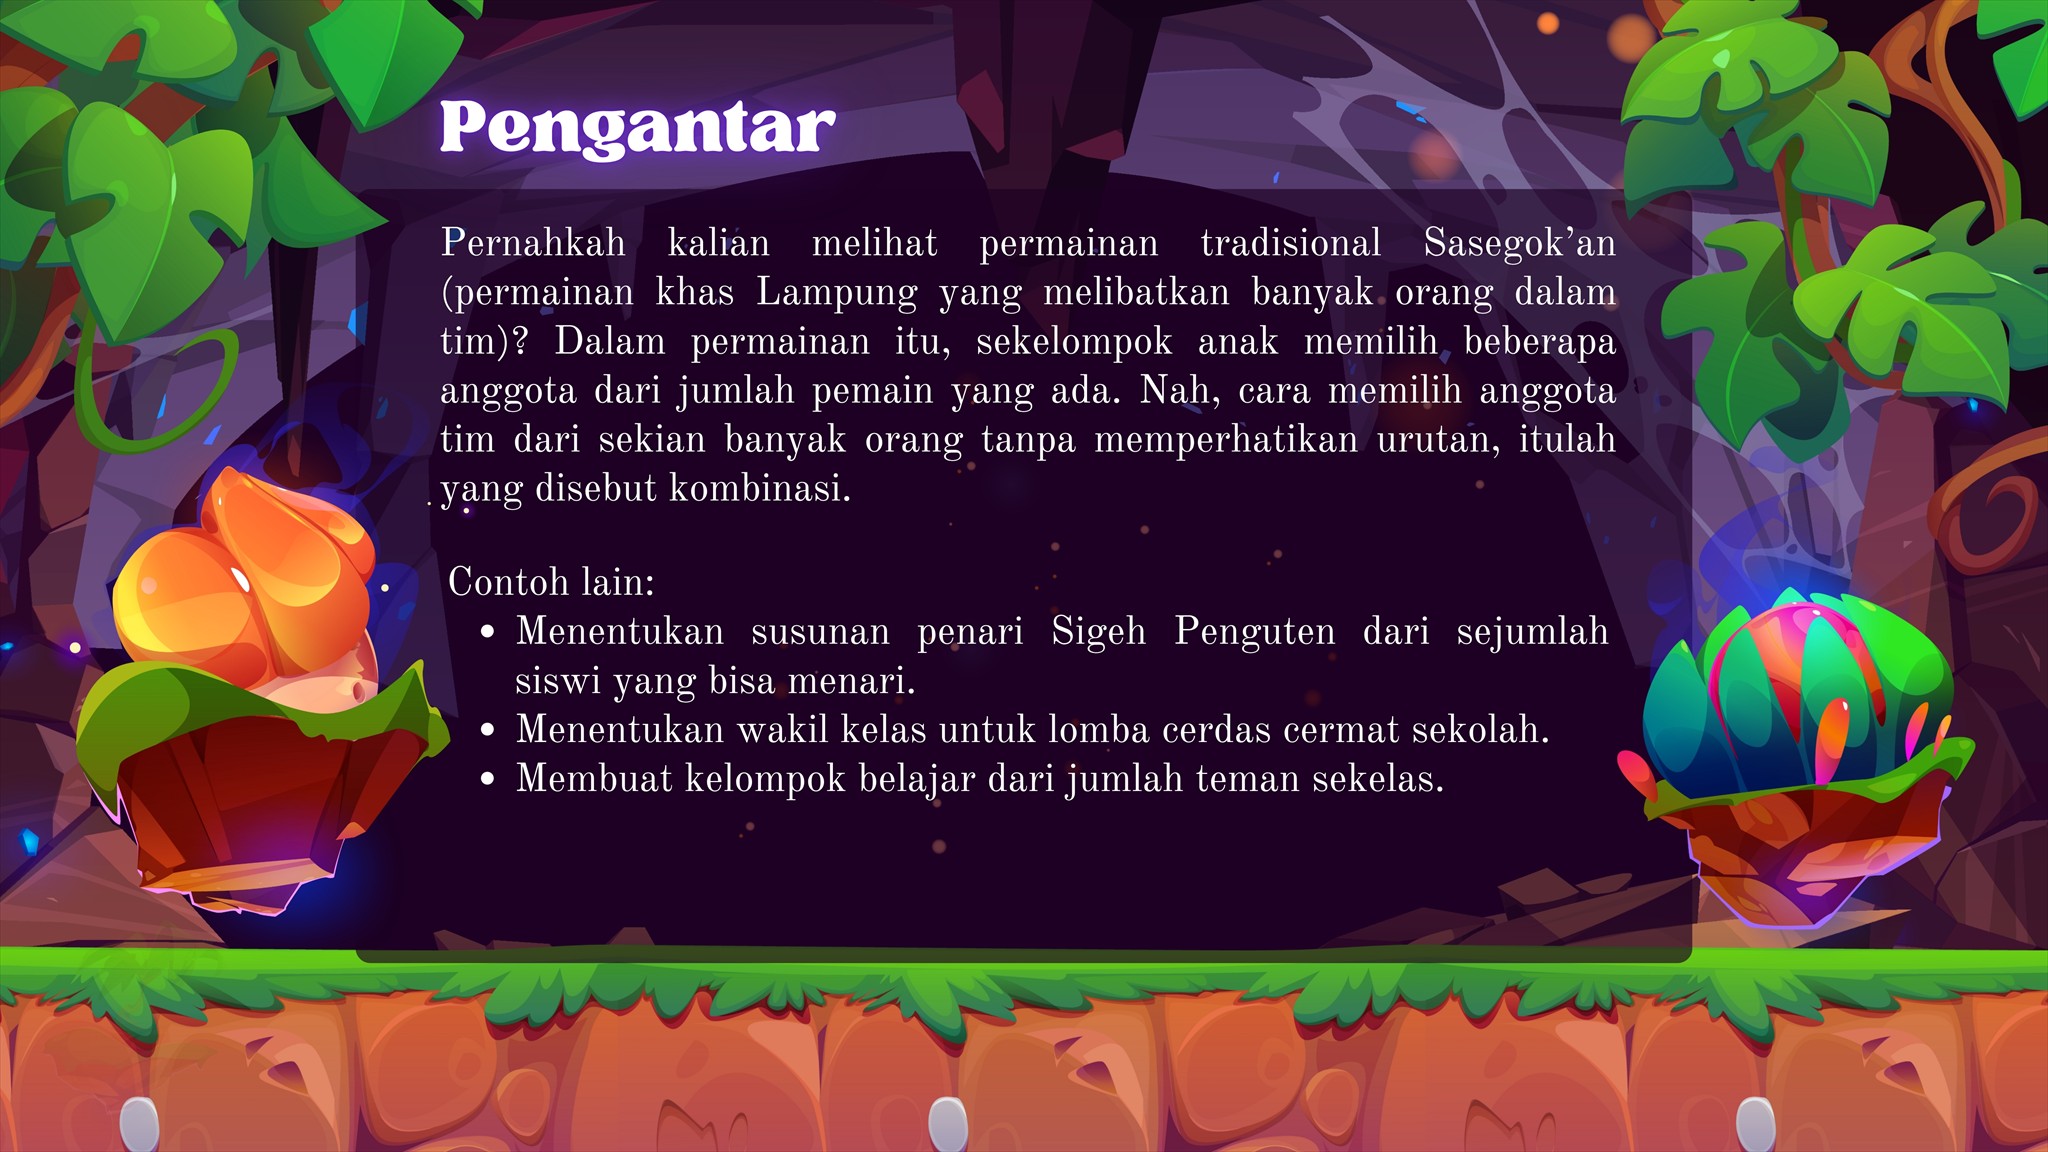 Pengantar
Pernahkah kalian melihat permainan tradisional Sasegok’an
(permainan khas Lampung yang melibatkan banyak orang dalam
tim)? Dalam permainan itu, sekelompok anak memilih beberapa
anggota dari jumlah pemain yang ada. Nah, cara memilih anggota
tim dari sekian banyak orang tanpa memperhatikan urutan, itulah
yang disebut kombinasi.
Contoh lain:
• Menentukan susunan penari Sigeh Penguten dari sejumlah
siswi yang bisa menari.
• Menentukan wakil kelas untuk lomba cerdas cermat sekolah.
• Membuat kelompok belajar dari jumlah teman sekelas.